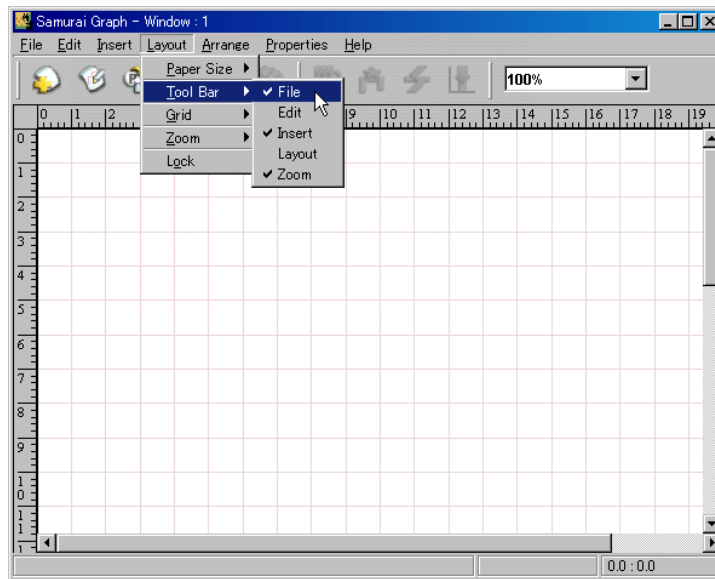 Samurai Graph - Window : 1
File Edit Insert Layout Arrange Properties Help
100%
Paper Size
Tool Bar
Grid
Zoom
Lock
File
Edit
Insert
Layout
Zoom
0 1 2 9 10 11 12 13 14 15 16 17 18 19
0
1
2
3
4
5
6
7
8
9
10
11
0.0 : 0.0